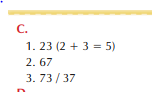 C.
1. 23 (2 + 3 = 5)
2. 67
3. 73 / 37